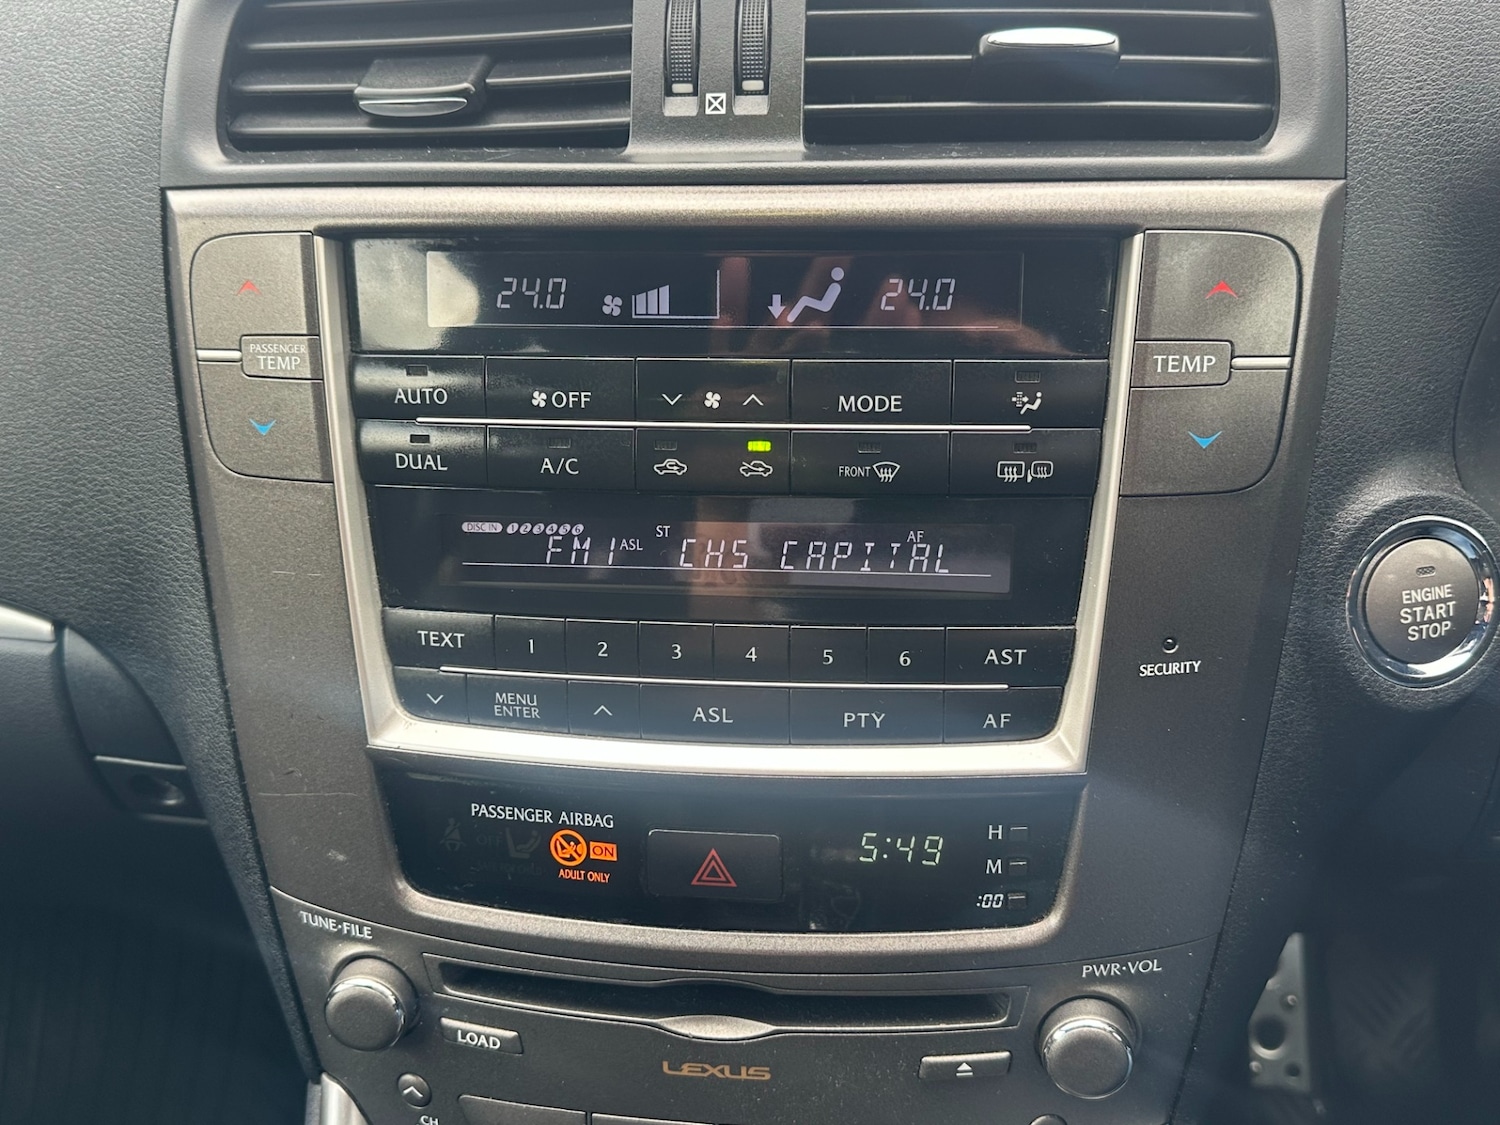 24.0 24.0
PASSENGER
TEMP
TEMP
AUTO OFF MODE
DUAL A/C FRONT
DISC IN 1 2 3 4 5 6
FM1 ASL ST CH5 CAPITAL AF
TEXT 1 2 3 4 5 6 AST
MENU
ENTER ASL PTY AF
ENGINE
START
STOP
SECURITY
PASSENGER AIRBAG
OFF
ON
ADULT ONLY
5:49
H
M
:00
TUNE·FILE
PWR·VOL
LOAD
LEXUS
CH